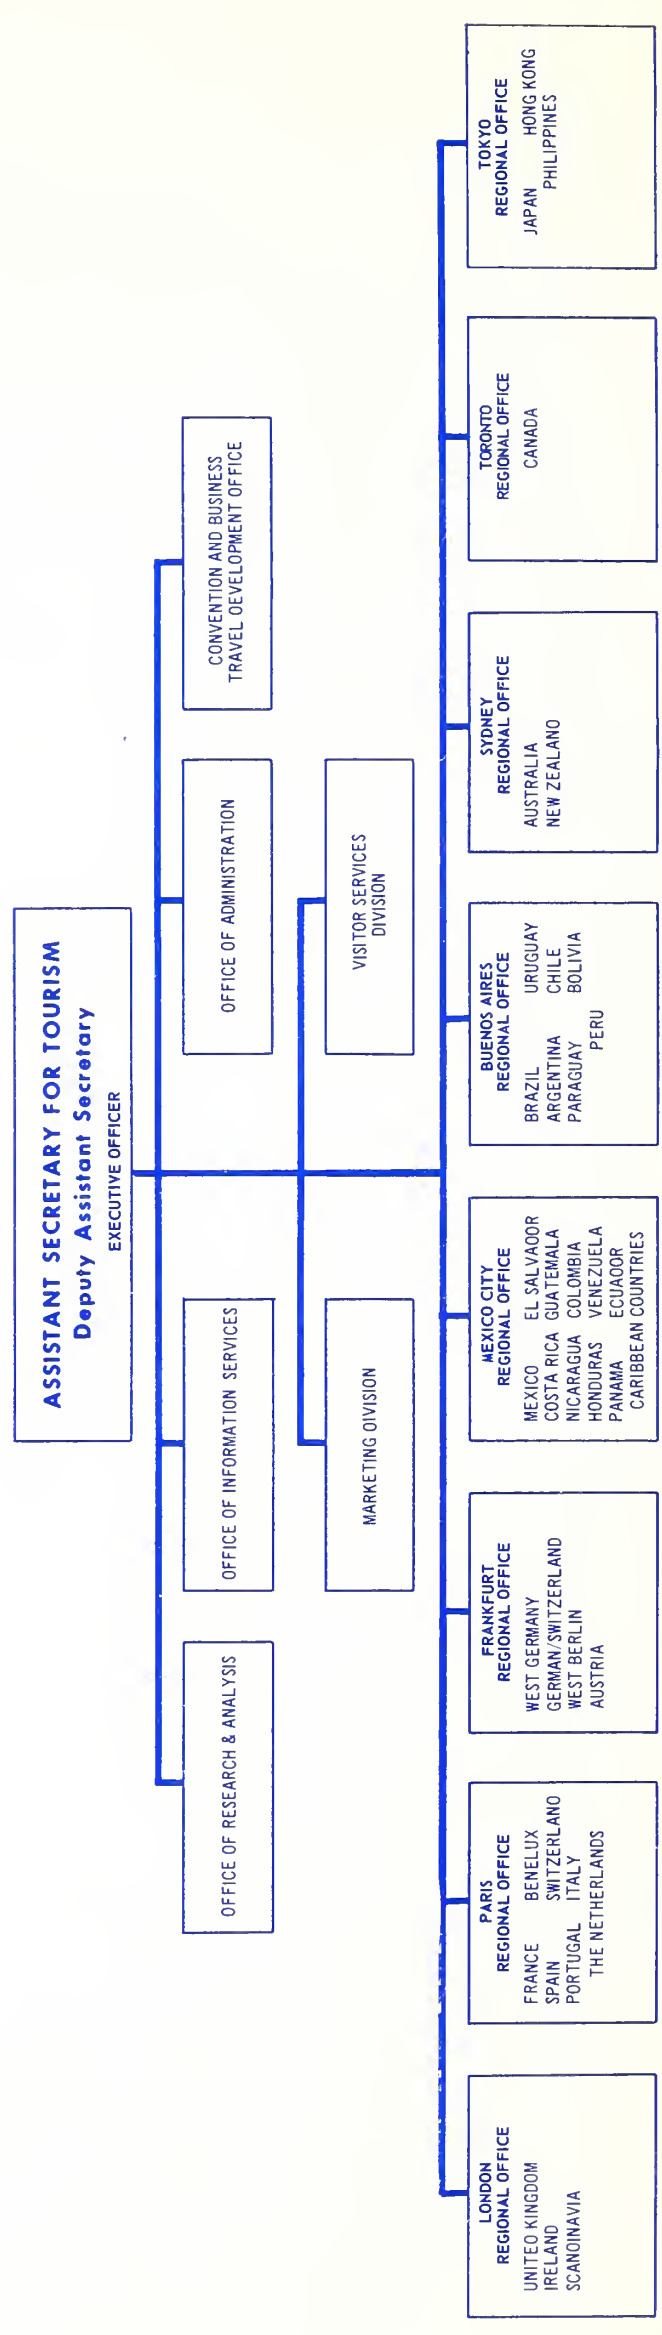 ASSISTANT SECRETARY FOR TOURISM
Deputy Assistant Secretary
EXECUTIVE OFFICER
OFFICE OF RESEARCH & ANALYSIS
OFFICE OF INFORMATION SERVICES
OFFICE OF ADMINISTRATION
CONVENTION AND BUSINESS
TRAVEL OEVELOPMENT OFFICE
MARKETING OIVISION
VISITOR SERVICES
DIVISION
LONDON
REGIONAL OFFICE
UNITEO KINGDOM
IRELAND
SCANOINAVIA
PARIS
REGIONAL OFFICE
FRANCE BENELUX
SPAIN SWITZERLANO
PORTUGAL ITALY
THE NETHERLANDS
FRANKFURT
REGIONAL OFFICE
WEST GERMANY
GERMAN/SWITZERLAND
WEST BERLIN
AUSTRIA
MEXICO CITY
REGIONAL OFFICE
MEXICO EL SALVAOOR
COSTA RICA GUATEMALA
NICARAGUA COLOMBIA
HONDURAS VENEZUELA
PANAMA ECUAOOR
CARIBBEAN COUNTRIES
BUENOS AIRES
REGIONAL OFFICE
BRAZIL URUGUAY
ARGENTINA CHILE
PARAGUAY BOLIVIA
PERU
SYDNEY
REGIONAL OFFICE
AUSTRALIA
NEW ZEALANO
TORONTO
REGIONAL OFFICE
CANADA
TOKYO
REGIONAL OFFICE
JAPAN HONG KONG
PHILIPPINES